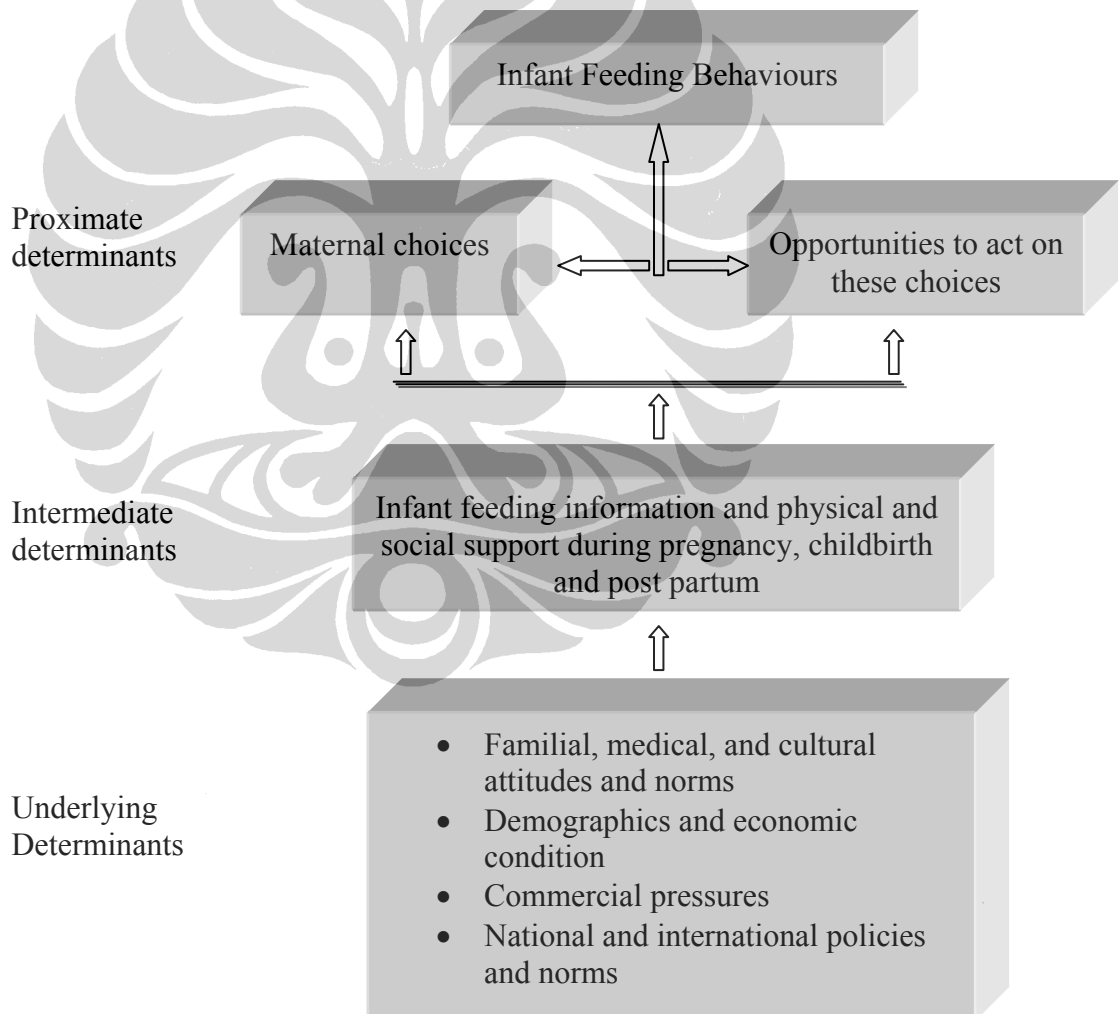 Infant Feeding Behaviours
Proximate
determinants
Maternal choices
Opportunities to act on
these choices
Intermediate
determinants
Infant feeding information and physical and
social support during pregnancy, childbirth
and post partum
Underlying
Determinants
• Familial, medical, and cultural
attitudes and norms
• Demographics and economic
condition
• Commercial pressures
• National and international policies
and norms